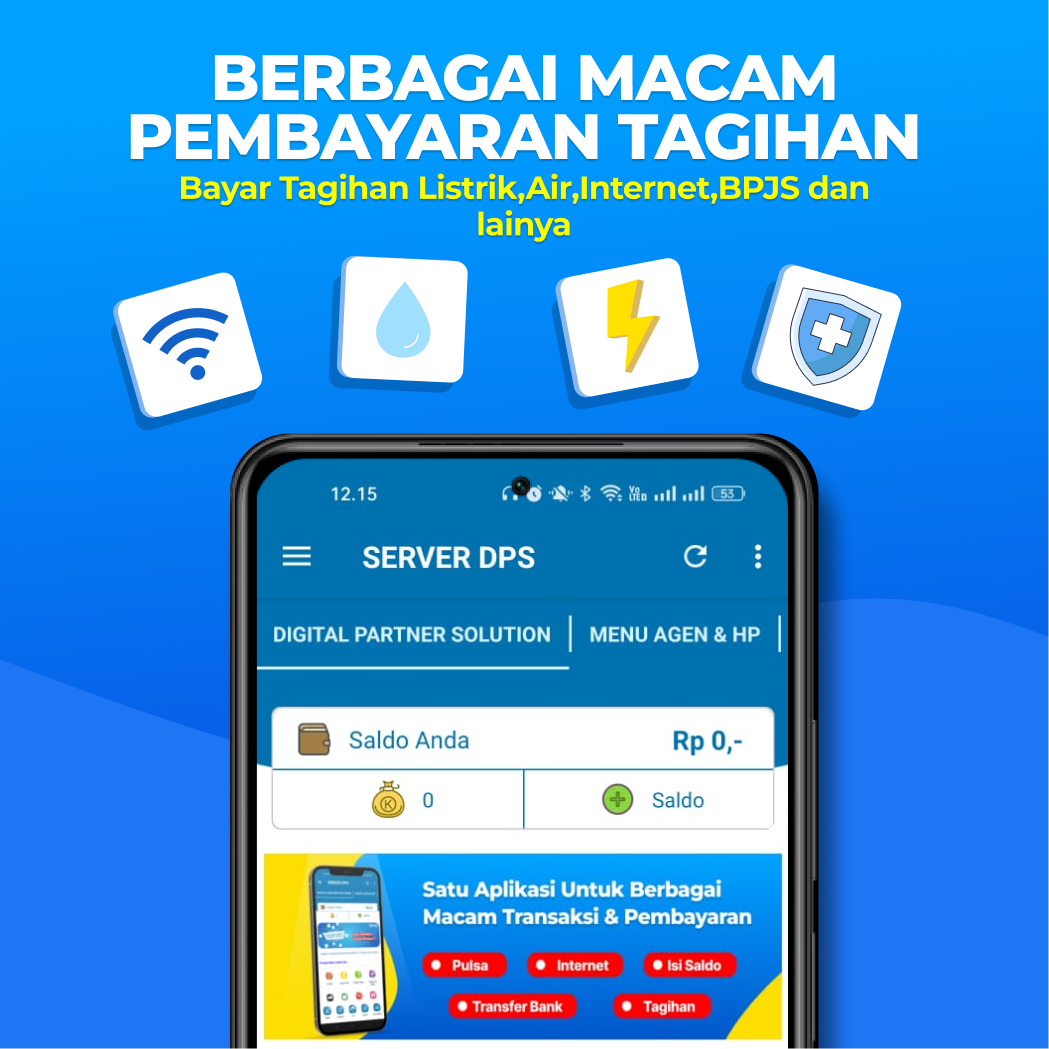 BERBAGAI MACAM
PEMBAYARAN TAGIHAN
Bayar Tagihan Listrik,Air,Internet,BPJS dan
lainya
12.15
Vo
LTE
53
SERVER DPS
DIGITAL PARTNER SOLUTION
MENU AGEN & HP
Saldo Anda
Rp 0,-
K
0
Saldo
Satu Aplikasi Untuk Berbagai
Macam Transaksi & Pembayaran
Pulsa
Internet
Isi Saldo
Transfer Bank
Tagihan